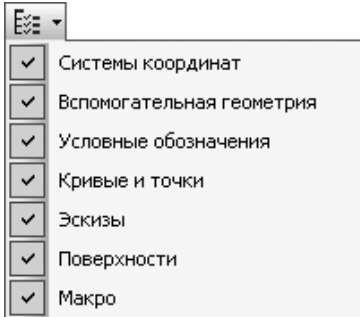 Системы координат
Вспомогательная геометрия
Условные обозначения
Кривые и точки
Эскизы
Поверхности
Макро